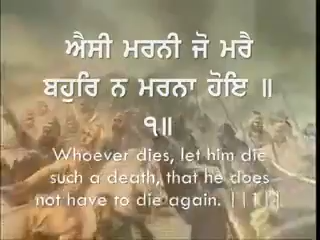 ਐਸੀ ਮਰਨੀ ਜੋ ਮਰੈ
ਬਹੁਰਿ ਨ ਮਰਨਾ ਹੋਇ ॥
੧॥
Whoever dies, let him die
such a death, that he does
not have to die again. ||1||